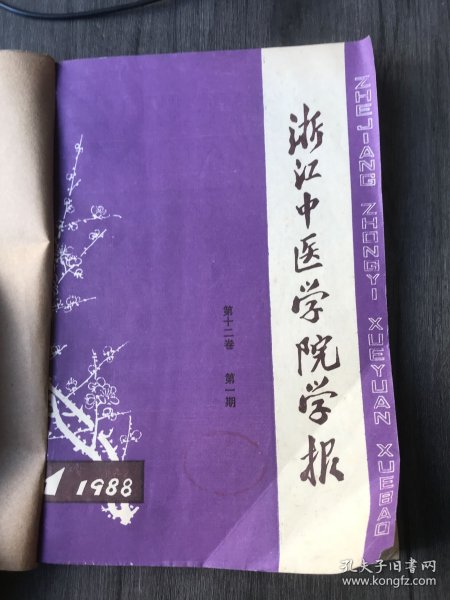 浙江中医学院学报
ZHEJIANG ZHONGYI XUEYUAN XUEBAO
第十二卷 第一期
1 1988
孔夫子旧书网
www.kongfz.com